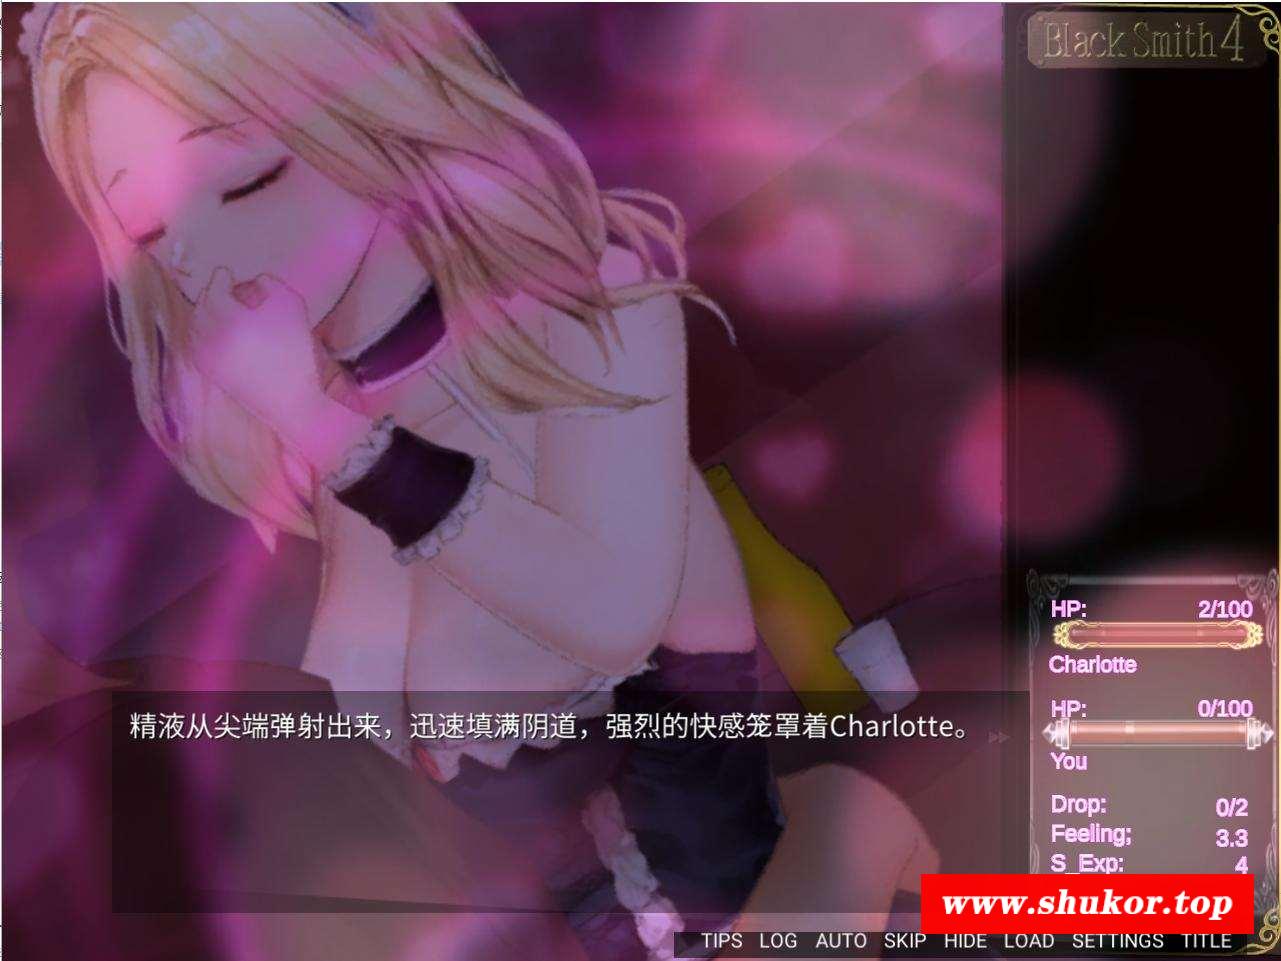 Black Smith 4
HP: 2/100
Charlotte
HP: 0/100
You
Drop: 0/2
Feeling; 3.3
S_Exp: 4
精液从尖端弹射出来，迅速填满阴道，强烈的快感笼罩着Charlotte。
www.shukor.top
TIPS LOG AUTO SKIP HIDE LOAD SETTINGS TITLE